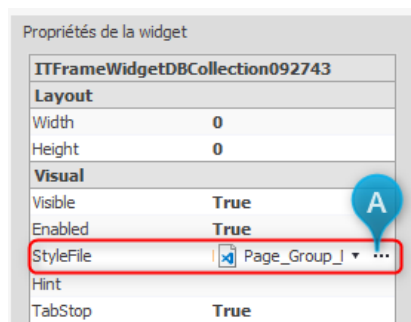 Propriétés de la widget
ITFrameWidgetDBCollection092743
Layout
Width 0
Height 0
Visual
Visible True
A
Enabled True
StyleFile Page_Group_ ...
Hint
TabStop True